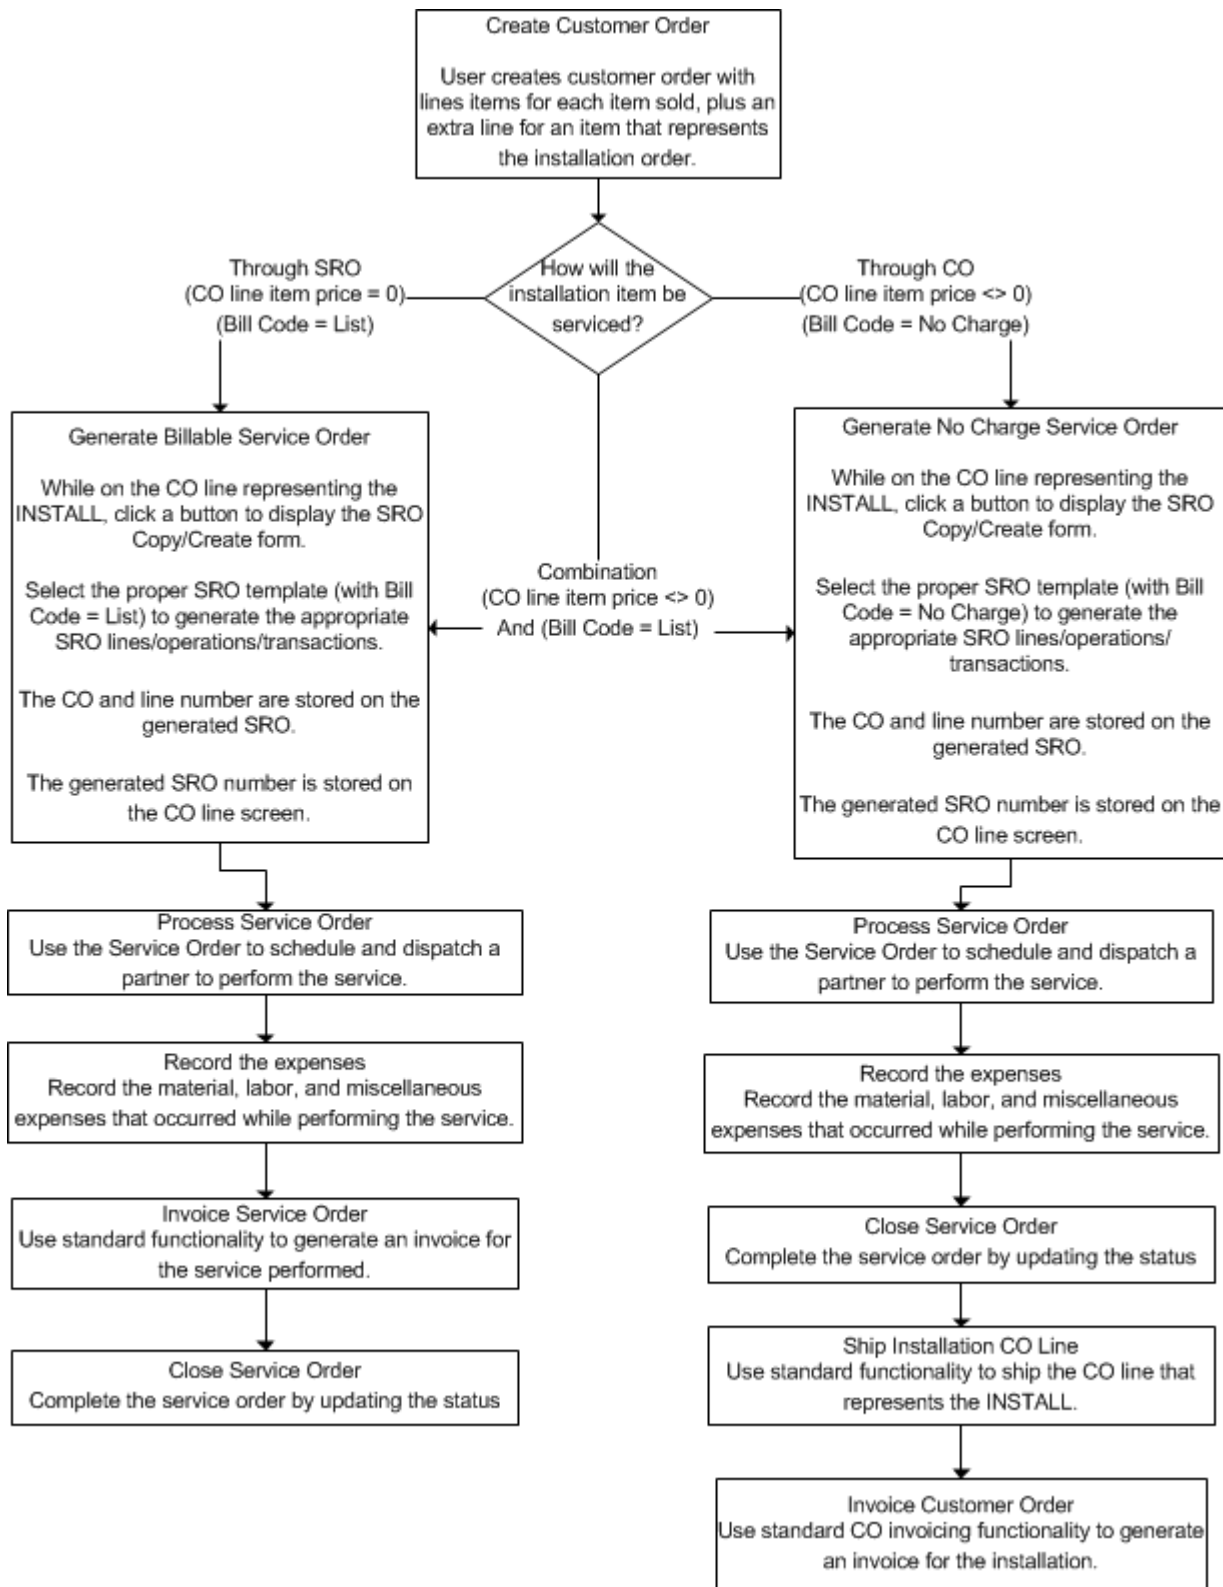 Create Customer Order
User creates customer order with
lines items for each item sold, plus an
extra line for an item that represents
the installation order.
How will the
installation item be
serviced?
Through SRO
(CO line item price = 0)
(Bill Code = List)
Through CO
(CO line item price <> 0)
(Bill Code = No Charge)
Combination
(CO line item price <> 0)
And (Bill Code = List)
Generate Billable Service Order
While on the CO line representing the
INSTALL, click a button to display the SRO
Copy/Create form.
Select the proper SRO template (with Bill
Code = List) to generate the appropriate
SRO lines/operations/transactions.
The CO and line number are stored on the
generated SRO.
The generated SRO number is stored on
the CO line screen.
Process Service Order
Use the Service Order to schedule and dispatch a
partner to perform the service.
Record the expenses
Record the material, labor, and miscellaneous
expenses that occurred while performing the service.
Invoice Service Order
Use standard functionality to generate an invoice for
the service performed.
Close Service Order
Complete the service order by updating the status
Generate No Charge Service Order
While on the CO line representing the
INSTALL, click a button to display the SRO
Copy/Create form.
Select the proper SRO template (with Bill
Code = No Charge) to generate the
appropriate SRO lines/operations/
transactions.
The CO and line number are stored on the
generated SRO.
The generated SRO number is stored on the
CO line screen.
Process Service Order
Use the Service Order to schedule and dispatch a
partner to perform the service.
Record the expenses
Record the material, labor, and miscellaneous
expenses that occurred while performing the service.
Close Service Order
Complete the service order by updating the status
Ship Installation CO Line
Use standard functionality to ship the CO line that
represents the INSTALL.
Invoice Customer Order
Use standard CO invoicing functionality to generate
an invoice for the installation.